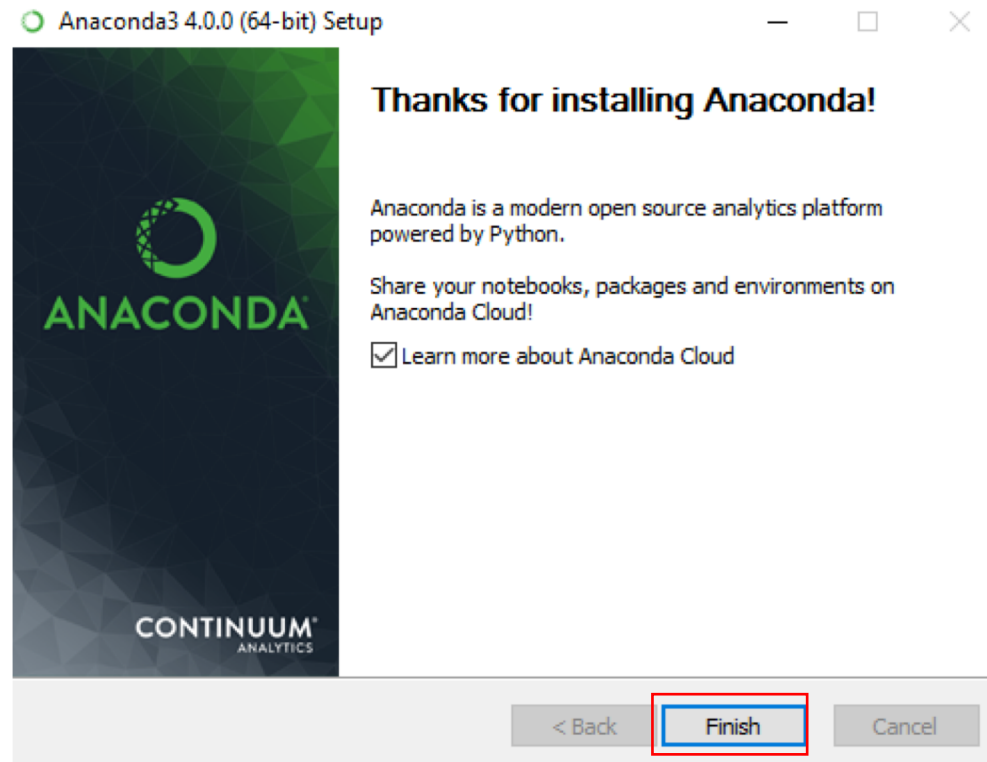 Anaconda3 4.0.0 (64-bit) Setup
Thanks for installing Anaconda!
Anaconda is a modern open source analytics platform
powered by Python.
Share your notebooks, packages and environments on
Anaconda Cloud!
Learn more about Anaconda Cloud
ANACONDA
CONTINUUM®
ANALYTICS
< Back
Finish
Cancel